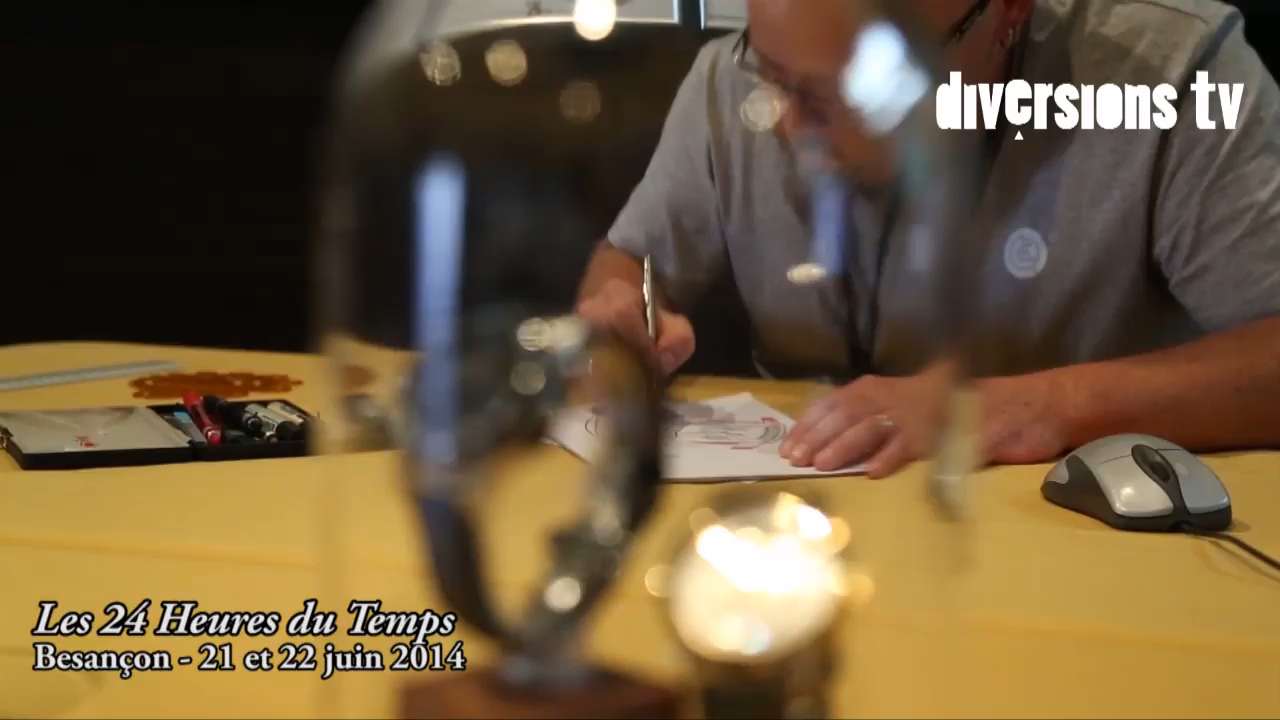 diversions tv
Les 24 Heures du Temps
Besançon - 21 et 22 juin 2014